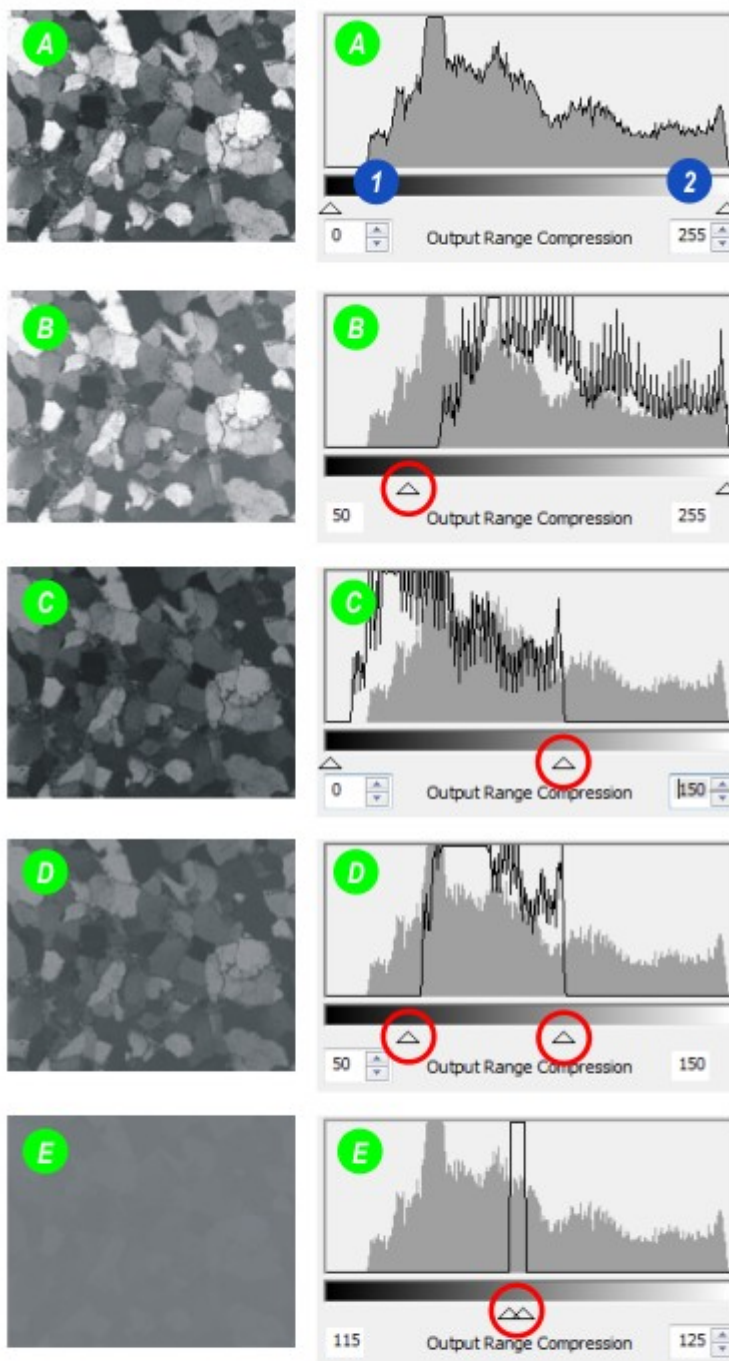 A A
1 2
0 Output Range Compression 255
B B
50 Output Range Compression 255
C C
0 Output Range Compression 150
D D
50 Output Range Compression 150
E E
115 Output Range Compression 125